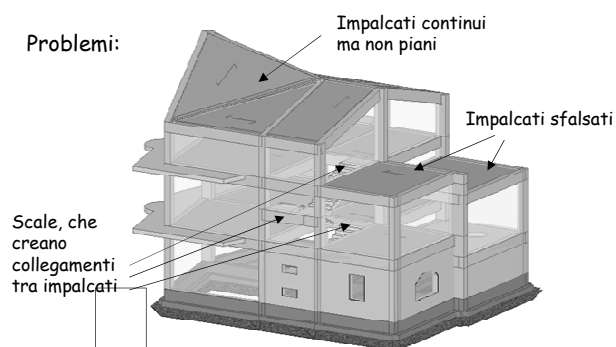 Problemi:
Impalcati continui
ma non piani
Impalcati sfalsati
Scale, che
creano
collegamenti
tra impalcati